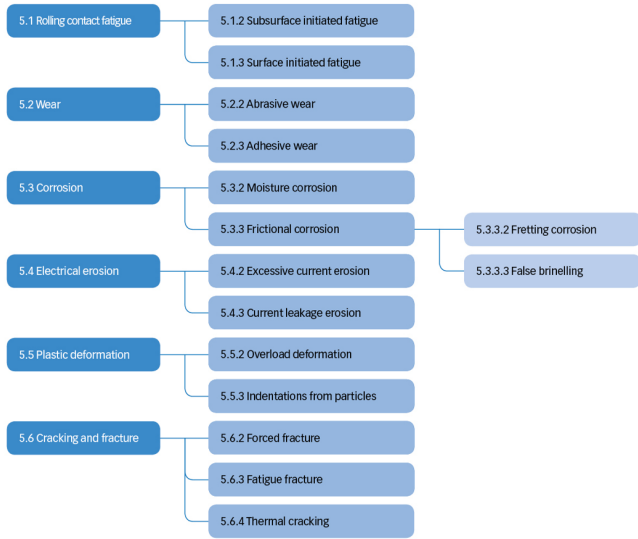 5.1 Rolling contact fatigue
5.1.2 Subsurface initiated fatigue
5.1.3 Surface initiated fatigue
5.2 Wear
5.2.2 Abrasive wear
5.2.3 Adhesive wear
5.3 Corrosion
5.3.2 Moisture corrosion
5.3.3 Frictional corrosion
5.3.3.2 Fretting corrosion
5.3.3.3 False brinelling
5.4 Electrical erosion
5.4.2 Excessive current erosion
5.4.3 Current leakage erosion
5.5 Plastic deformation
5.5.2 Overload deformation
5.5.3 Indentations from particles
5.6 Cracking and fracture
5.6.2 Forced fracture
5.6.3 Fatigue fracture
5.6.4 Thermal cracking